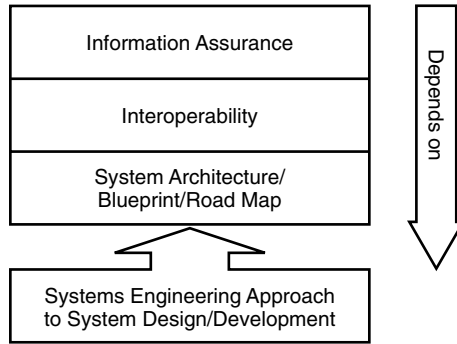 Information Assurance
Interoperability
System Architecture/
Blueprint/Road Map
Systems Engineering Approach
to System Design/Development
Depends on